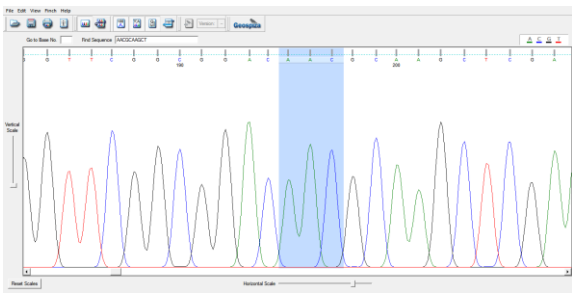 File Edit View Finch Help
Version
Geospiza
Go to Base No. Find Sequence AACGCAAGCT
A C G T
G G T T C G G C G G A C A A C G C A A G C T C G A
190 200
Vertical
Scale
Reset Scales Horizontal Scale